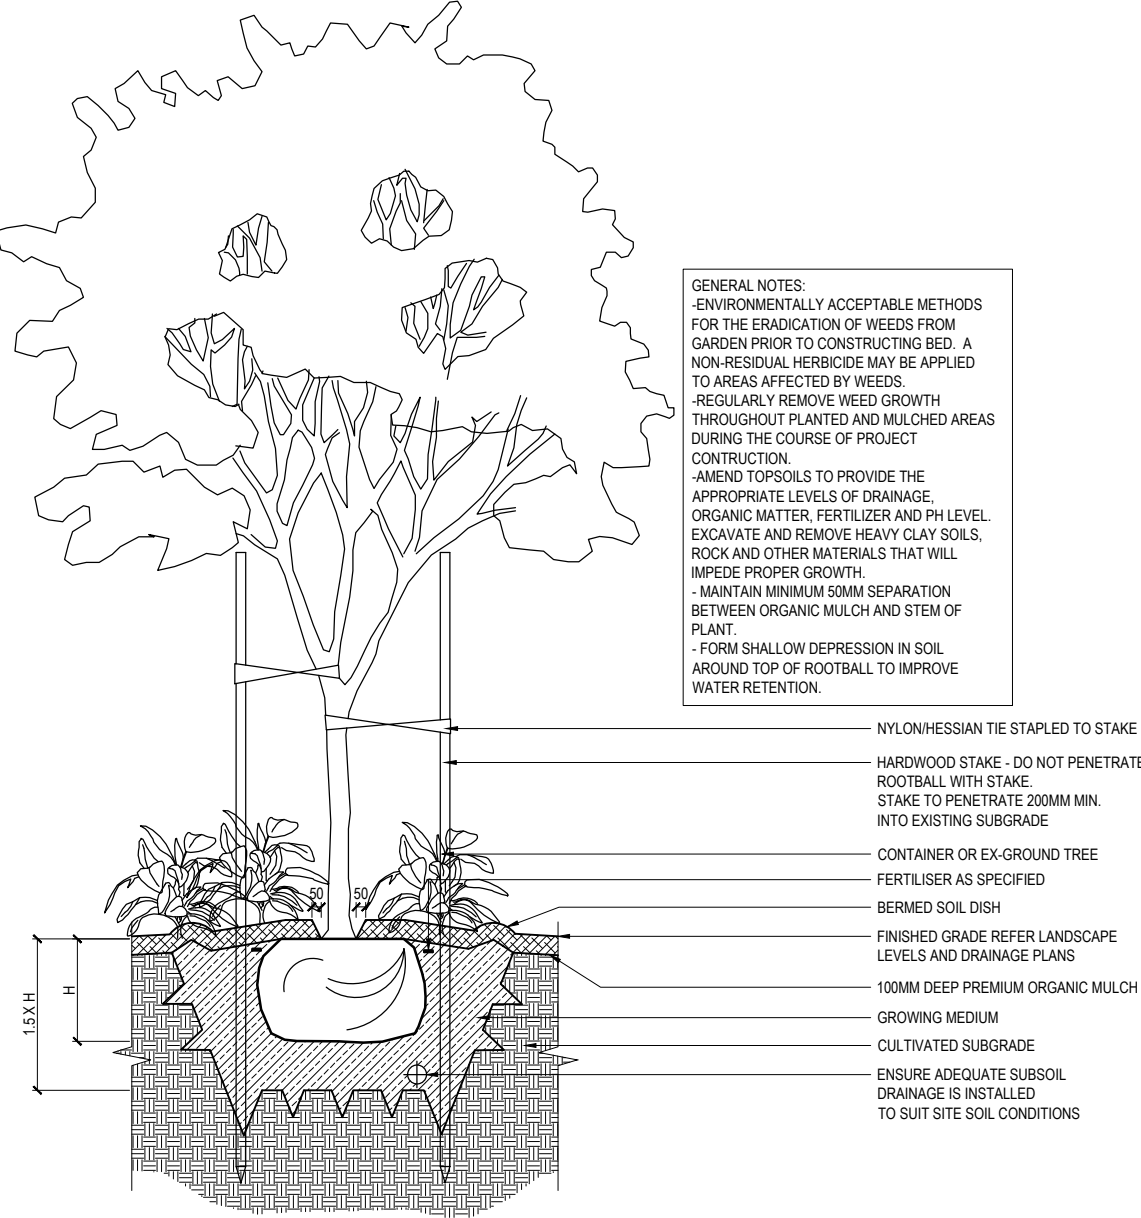 GENERAL NOTES:
-ENVIRONMENTALLY ACCEPTABLE METHODS
FOR THE ERADICATION OF WEEDS FROM
GARDEN PRIOR TO CONSTRUCTING BED. A
NON-RESIDUAL HERBICIDE MAY BE APPLIED
TO AREAS AFFECTED BY WEEDS.
-REGULARLY REMOVE WEED GROWTH
THROUGHOUT PLANTED AND MULCHED AREAS
DURING THE COURSE OF PROJECT
CONTRUCTION.
-AMEND TOPSOILS TO PROVIDE THE
APPROPRIATE LEVELS OF DRAINAGE,
ORGANIC MATTER, FERTILIZER AND PH LEVEL.
EXCAVATE AND REMOVE HEAVY CLAY SOILS,
ROCK AND OTHER MATERIALS THAT WILL
IMPEDE PROPER GROWTH.
- MAINTAIN MINIMUM 50MM SEPARATION
BETWEEN ORGANIC MULCH AND STEM OF
PLANT.
- FORM SHALLOW DEPRESSION IN SOIL
AROUND TOP OF ROOTBALL TO IMPROVE
WATER RETENTION.
NYLON/HESSIAN TIE STAPLED TO STAKE
HARDWOOD STAKE - DO NOT PENETRATE
ROOTBALL WITH STAKE.
STAKE TO PENETRATE 200MM MIN.
INTO EXISTING SUBGRADE
CONTAINER OR EX-GROUND TREE
FERTILISER AS SPECIFIED
50
50
BERMED SOIL DISH
FINISHED GRADE REFER LANDSCAPE
LEVELS AND DRAINAGE PLANS
100MM DEEP PREMIUM ORGANIC MULCH
H
1.5 X H
GROWING MEDIUM
CULTIVATED SUBGRADE
ENSURE ADEQUATE SUBSOIL
DRAINAGE IS INSTALLED
TO SUIT SITE SOIL CONDITIONS